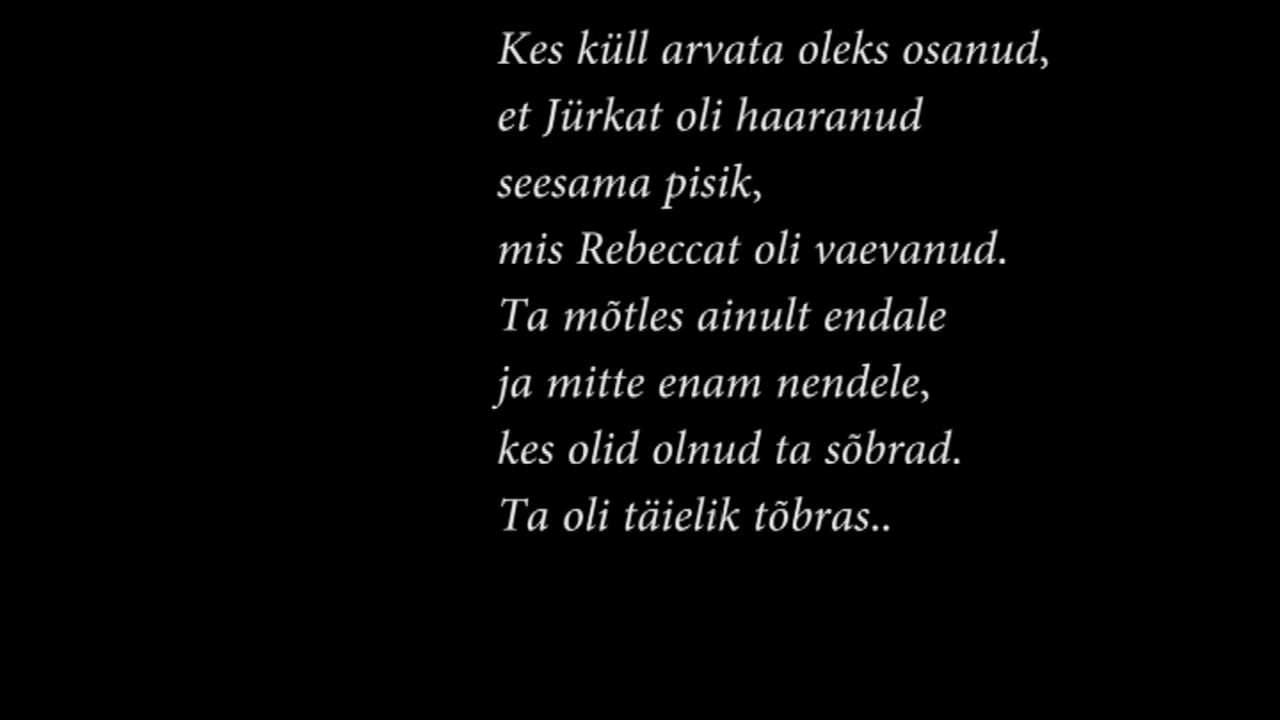 Kes küll arvata oleks osanud,
et Jürkat oli haaranud
seesama pisik,
mis Rebeccat oli vaevanud.
Ta mõtles ainult endale
ja mitte enam nendele,
kes olid olnud ta sõbrad.
Ta oli täielik tõbras..